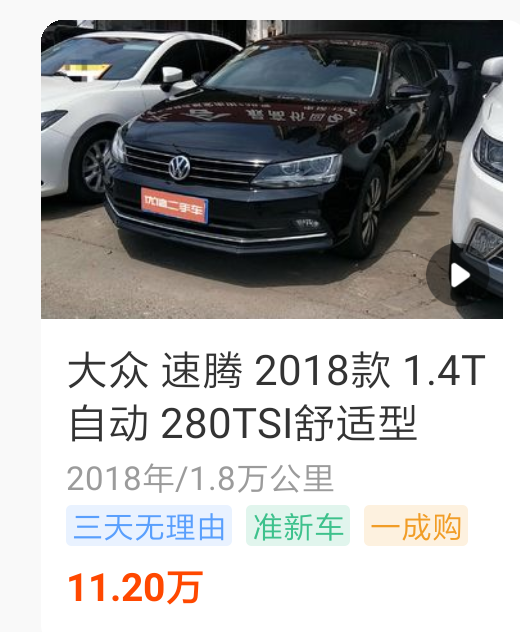 优信二手车
大众 速腾 2018款 1.4T
自动 280TSI舒适型
2018年/1.8万公里
三天无理由 准新车 一成购
11.20万